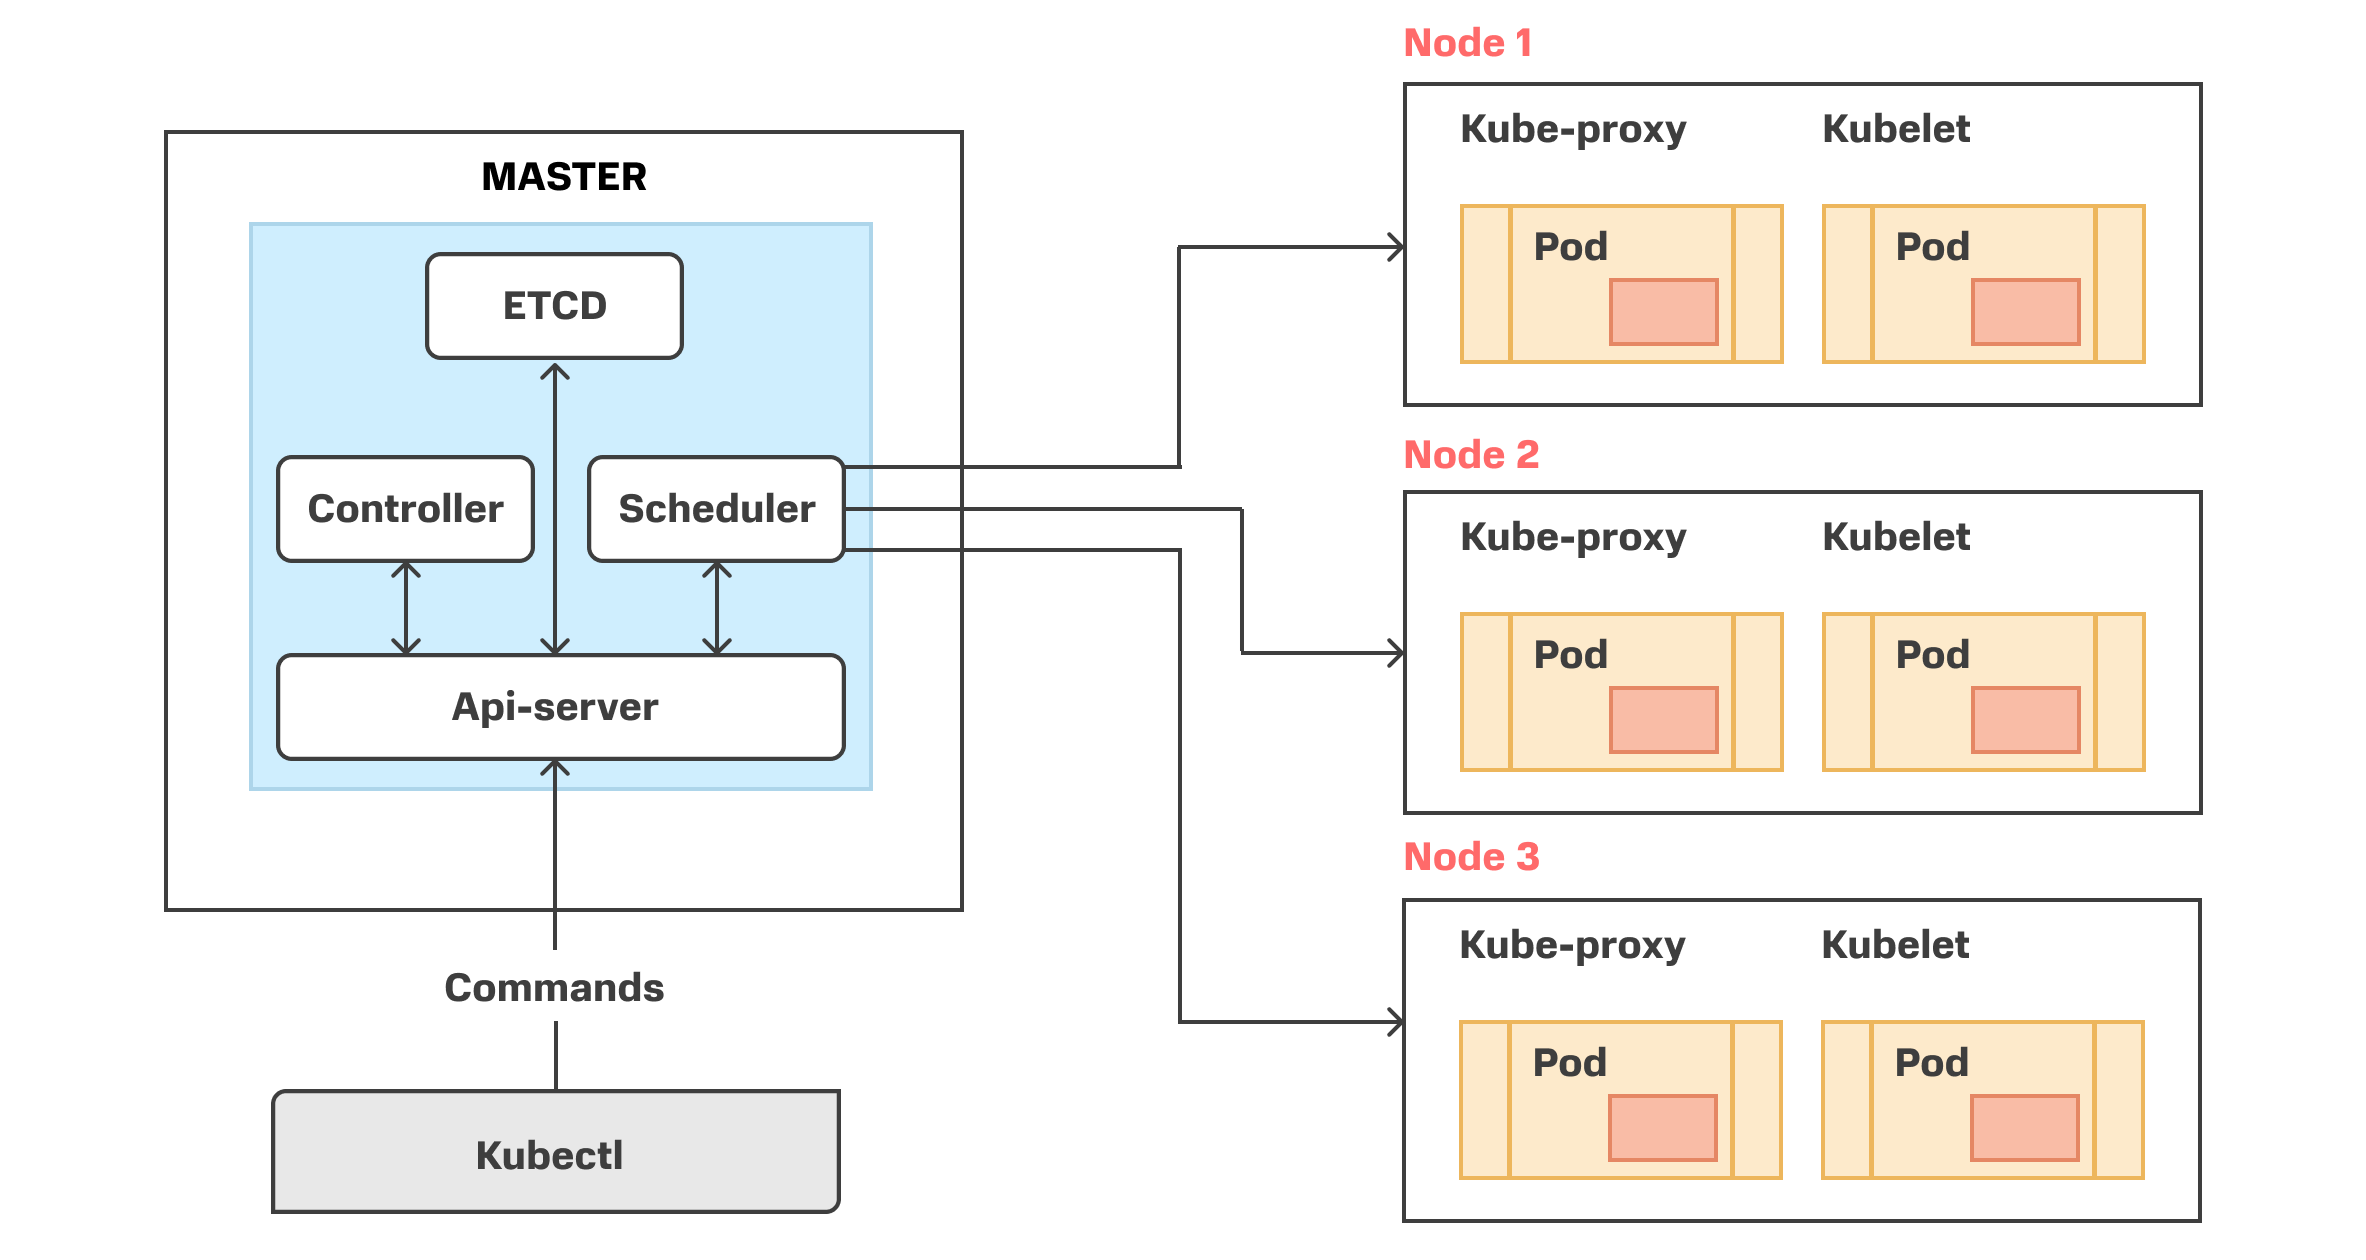 MASTER
ETCD
Controller
Scheduler
Api-server
Commands
Kubectl
Node 1
Kube-proxy
Kubelet
Pod
Pod
Node 2
Kube-proxy
Kubelet
Pod
Pod
Node 3
Kube-proxy
Kubelet
Pod
Pod